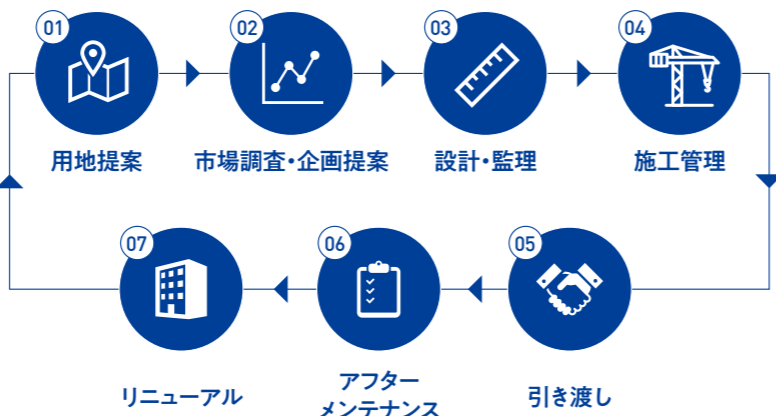 01
用地提案
02
市場調査・企画提案
03
設計・監理
04
施工管理
05
引き渡し
06
アフター
メンテナンス
07
リニューアル